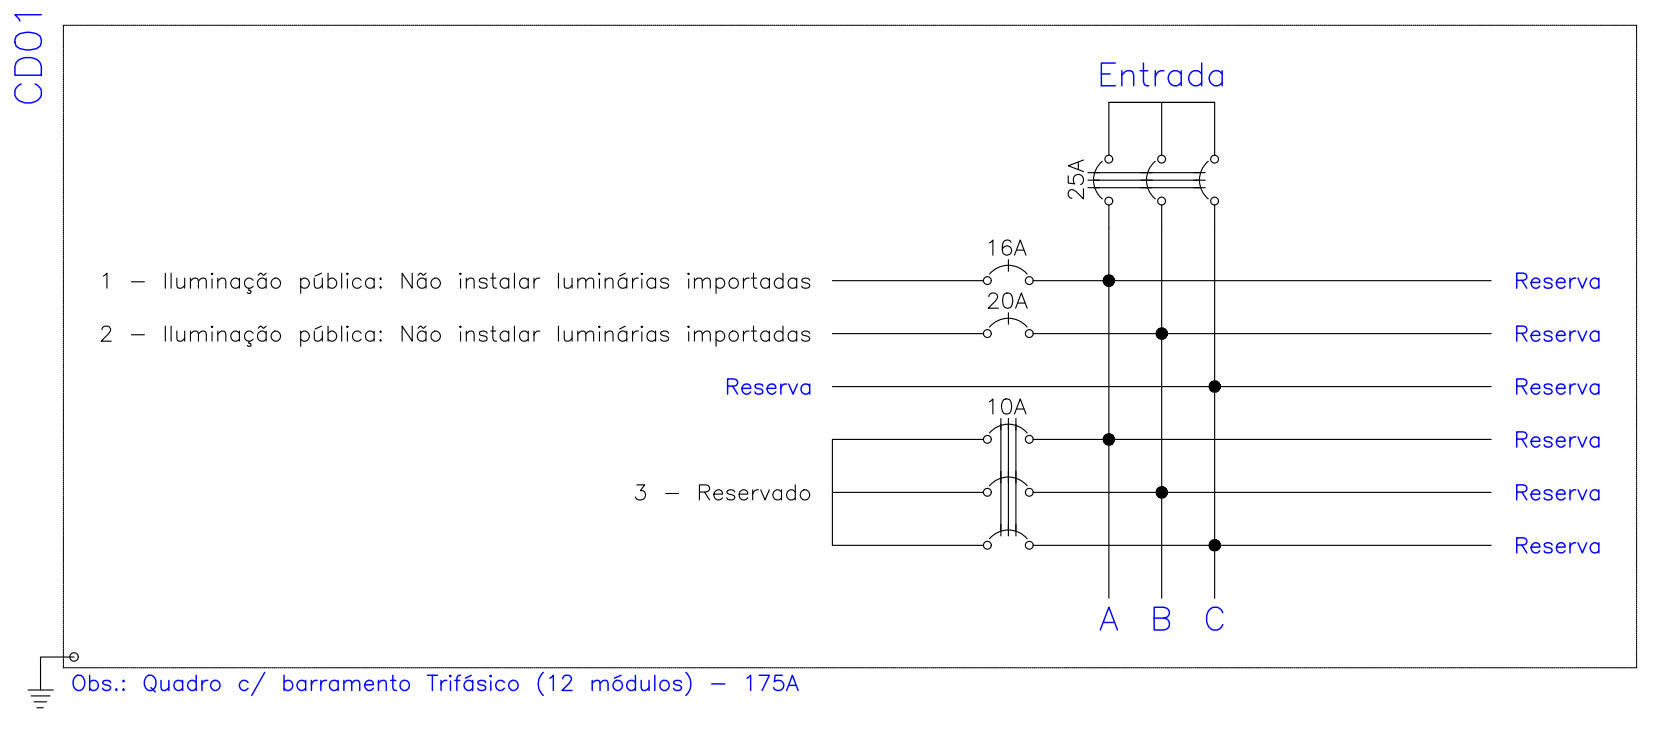 CD01
Entrada
25A
16A
1 - Iluminação pública: Não instalar luminárias importadas
Reserva
20A
2 - Iluminação pública: Não instalar luminárias importadas
Reserva
Reserva
Reserva
10A
Reserva
3 - Reservado
Reserva
Reserva
A B C
Obs.: Quadro c/ barramento Trifásico (12 módulos) - 175A